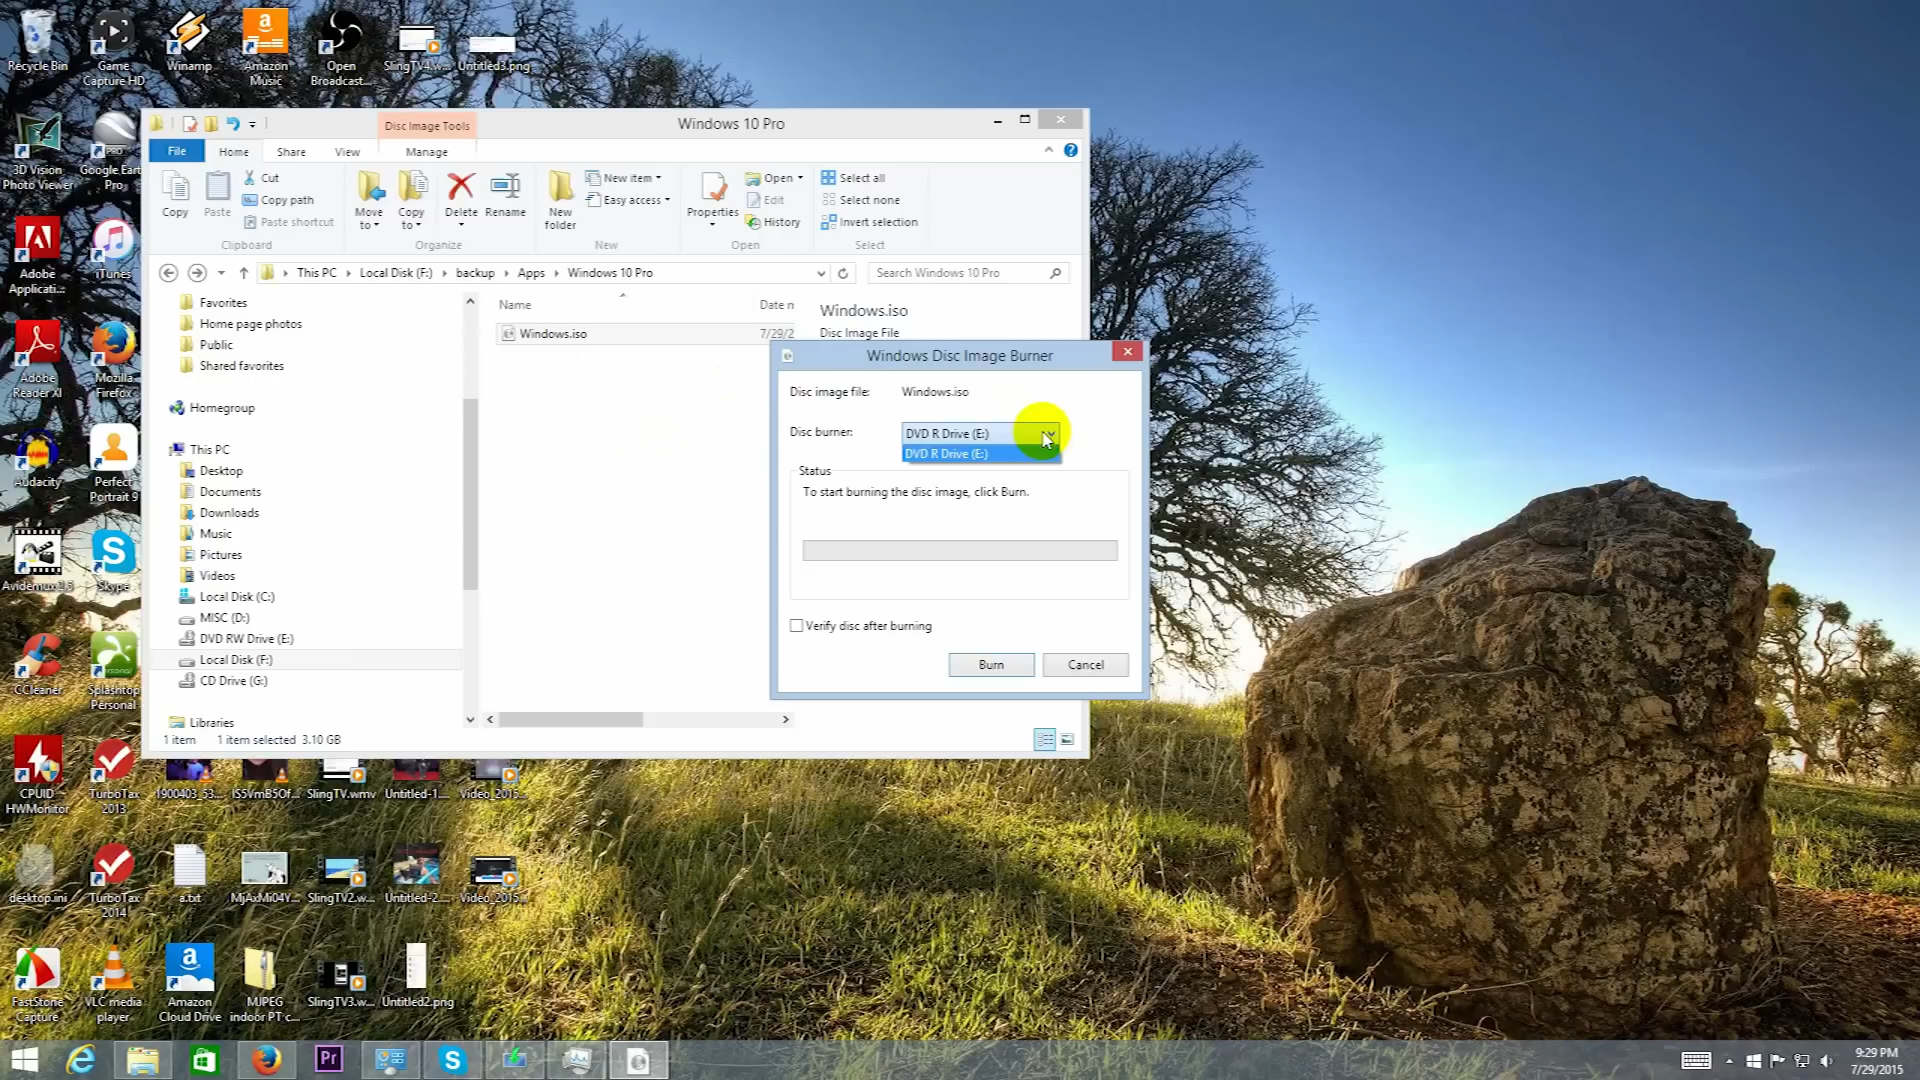 Recycle Bin
Game Capture HD
Winamp
Amazon Music
Open Broadcast...
SlingTV4.w...
Untitled3.png
3D Vision Photo Viewer
Google Eart Pro
Adobe Applicati...
iTunes
Adobe Reader XI
Mozilla Firefox
Audacity
Perfect Portrait 9
Avidemux2.5
Skype
CCleaner
Splashtop Personal
CPUID HWMonitor
TurboTax 2013
1900403_53...
IS5VmB5Of...
SlingTV.wmv
Untitled-1....
Video_2015...
desktop.ini
TurboTax 2014
a.txt
MjAxMi04Y...
SlingTV2.w...
Untitled-2....
Video_2015...
FastStone Capture
VLC media player
Amazon Cloud Drive
MJPEG indoor PT c...
SlingTV3.w...
Untitled2.png
Disc Image Tools
Windows 10 Pro
File
Home
Share
View
Manage
Copy
Paste
Cut
Copy path
Paste shortcut
Clipboard
Move to
Copy to
Delete
Rename
Organize
New folder
New item
Easy access
New
Properties
Open
Edit
History
Open
Select all
Select none
Invert selection
Select
This PC
Local Disk (F:)
backup
Apps
Windows 10 Pro
Search Windows 10 Pro
Favorites
Home page photos
Public
Shared favorites
Homegroup
This PC
Desktop
Documents
Downloads
Music
Pictures
Videos
Local Disk (C:)
MISC (D:)
DVD RW Drive (E:)
Local Disk (F:)
CD Drive (G:)
Libraries
Name
Date n
Windows.iso
7/29/2
Windows.iso
Disc Image File
1 item
1 item selected 3.10 GB
Windows Disc Image Burner
Disc image file:
Windows.iso
Disc burner:
DVD R Drive (E:)
DVD R Drive (E:)
Status
To start burning the disc image, click Burn.
Verify disc after burning
Burn
Cancel
Pr
9:29 PM
7/29/2015